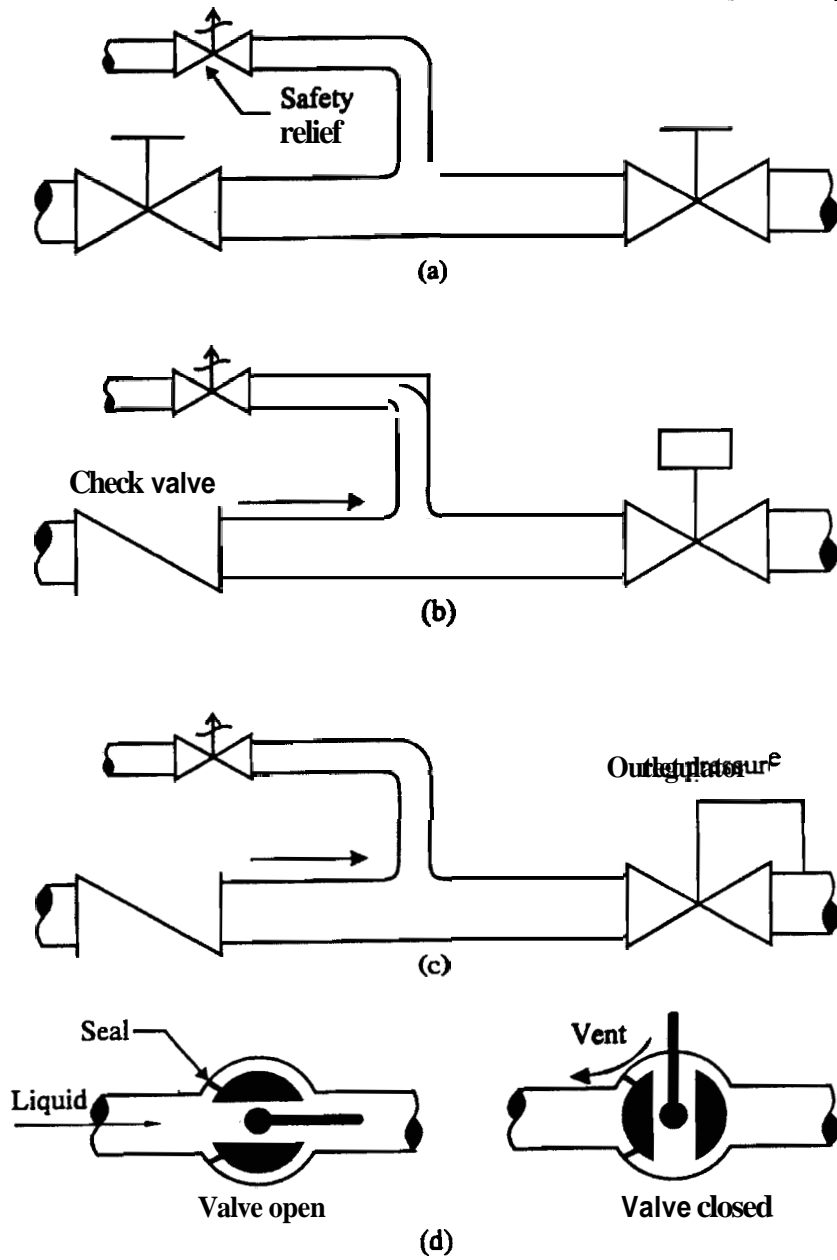 Safety
relief
(a)
Check valve
(b)
(c)
Seal
Vent
Liquid
Valve open
Valve closed
(d)